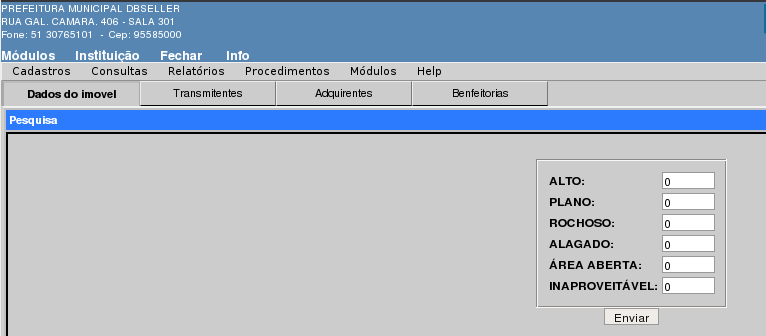 PREFEITURA MUNICIPAL DBSELLER
RUA GAL. CAMARA. 406 - SALA 301
Fone: 51 30765101 - Cep: 95585000
Módulos Instituição Fechar Info
Cadastros Consultas Relatórios Procedimentos Módulos Help
Dados do imovel Transmitentes Adquirentes Benfeitorias
Pesquisa
ALTO: 0
PLANO: 0
ROCHOSO: 0
ALAGADO: 0
ÁREA ABERTA: 0
INAPROVEITÁVEL: 0
Enviar